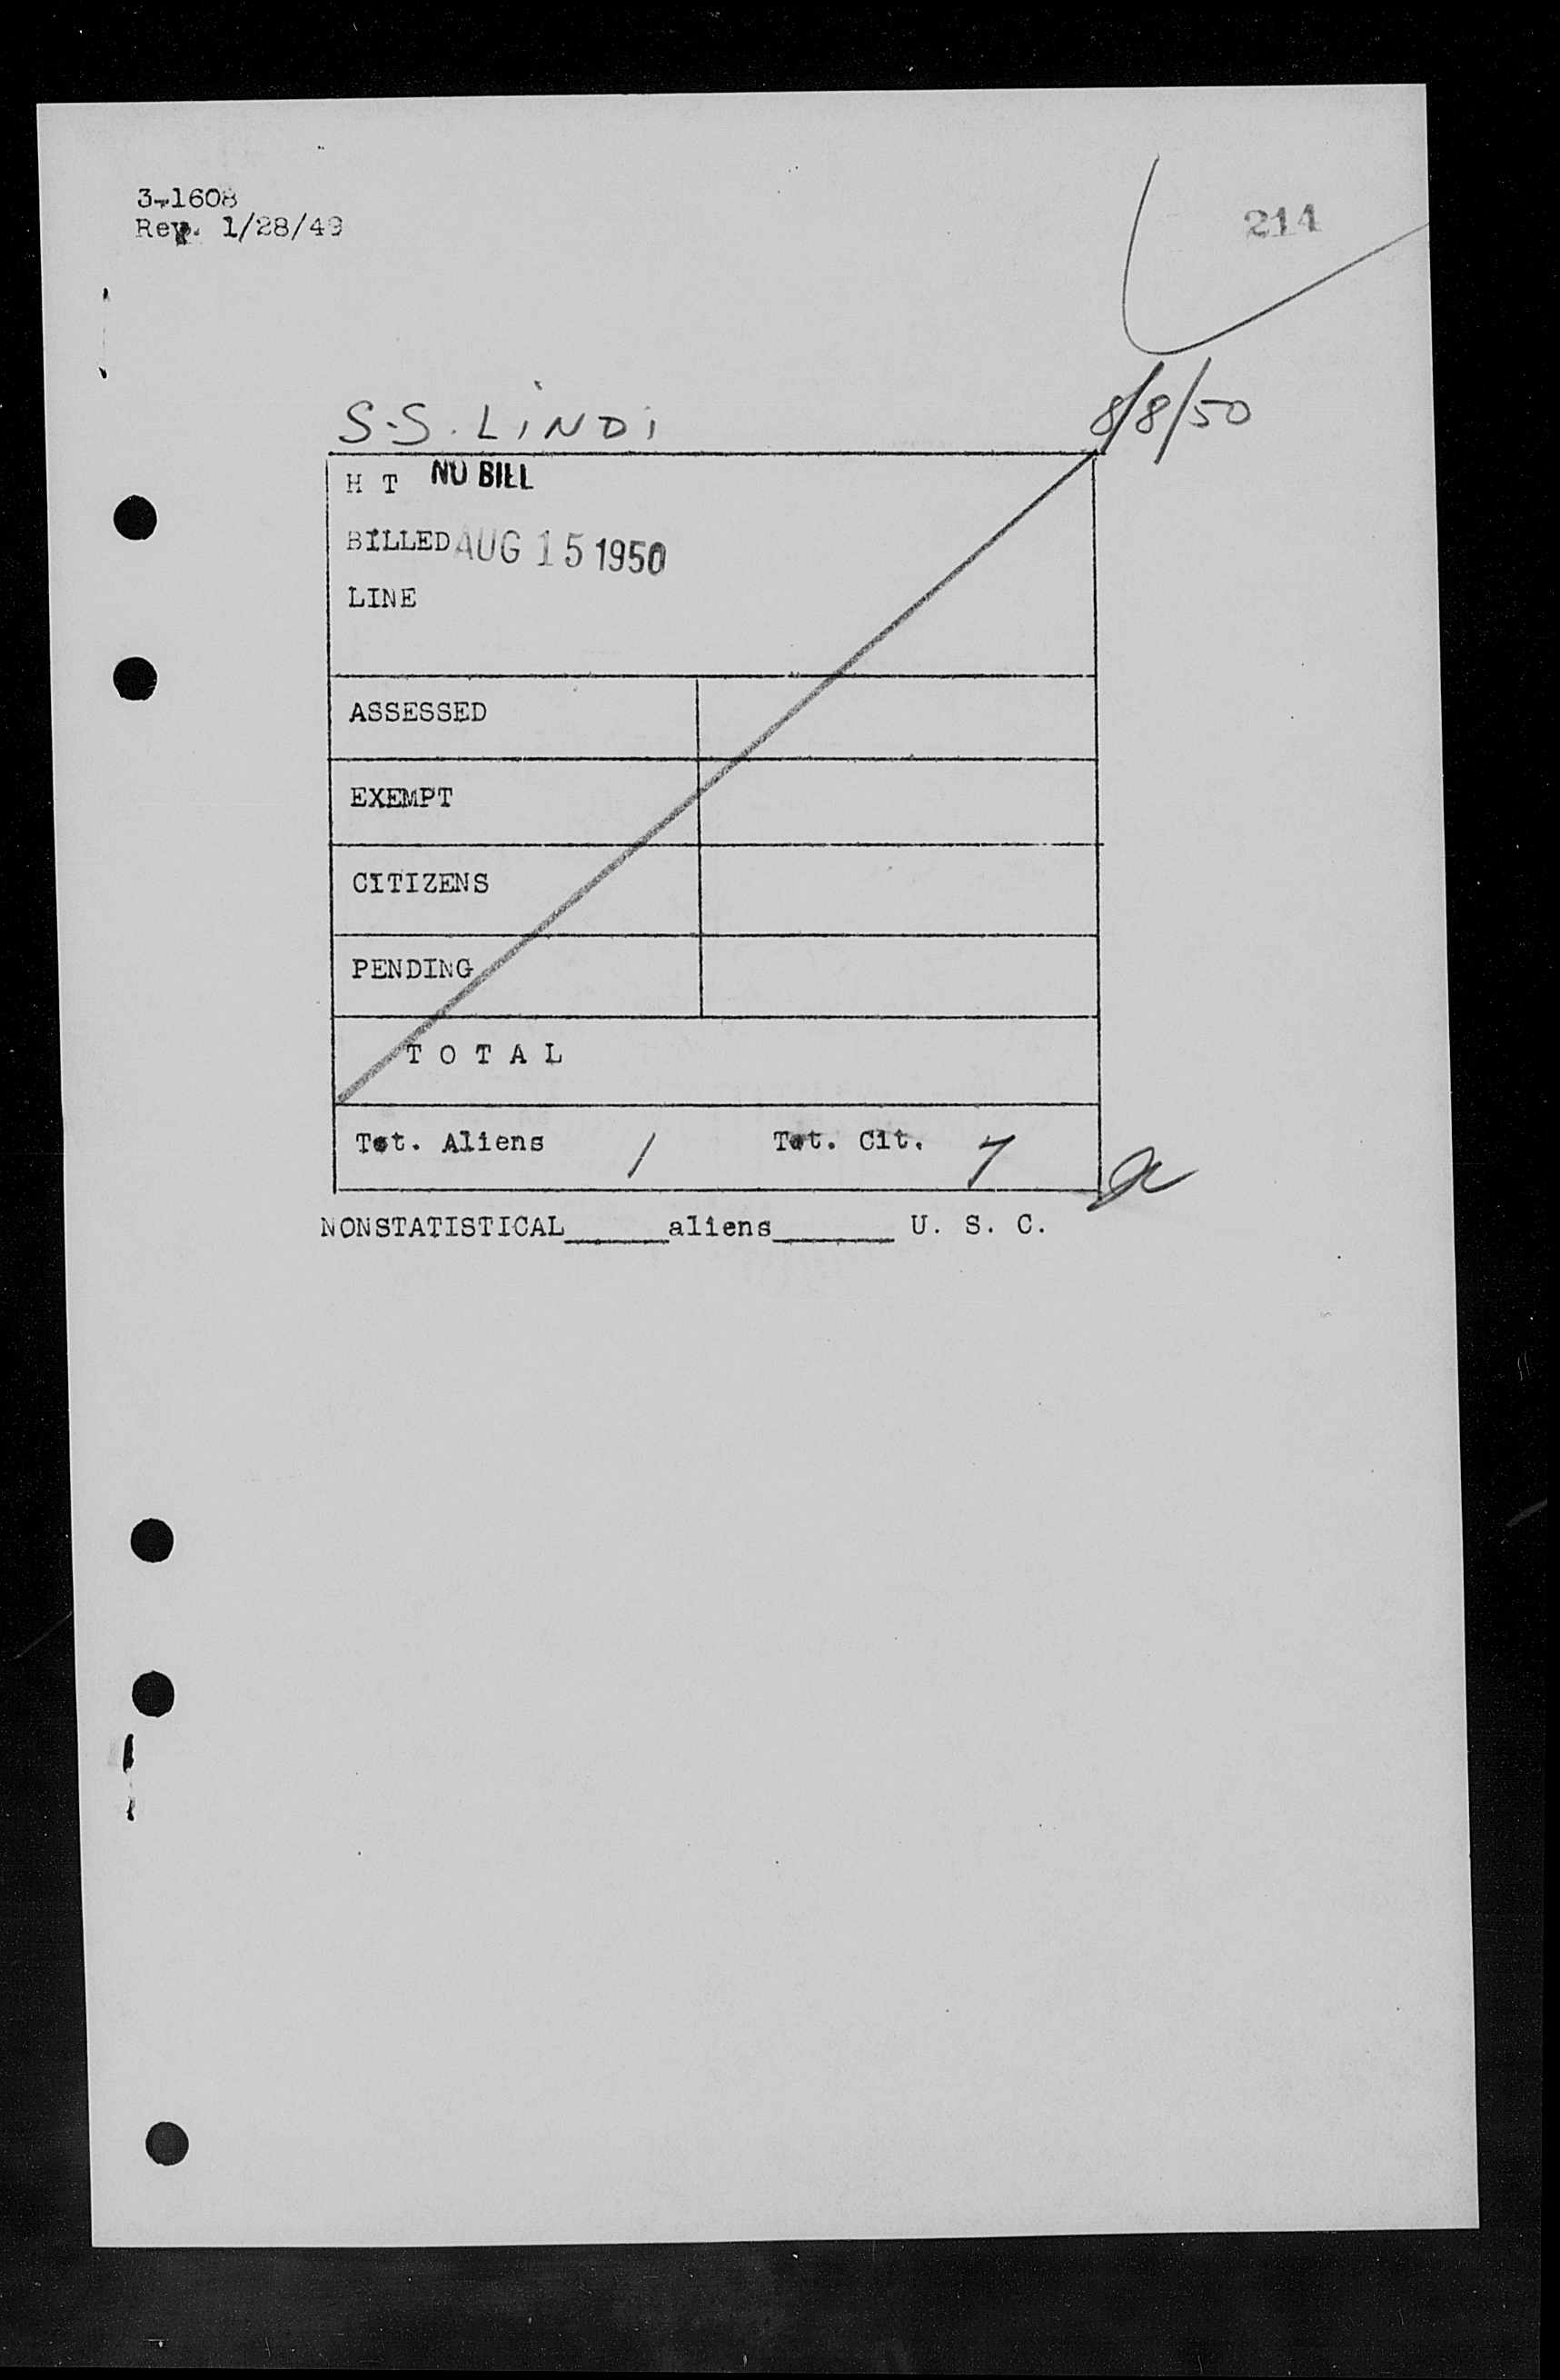 3-1608
Rev. 1/28/49
214
S.S. LiNDi 8/8/50
H T NO BILL
BILLED AUG 15 1950
LINE
ASSESSED
EXEMPT
CITIZENS
PENDING
T O T A L
Tot. Aliens 1 Tot. Cit. 7
NONSTATISTICAL_____aliens______ U. S. C.